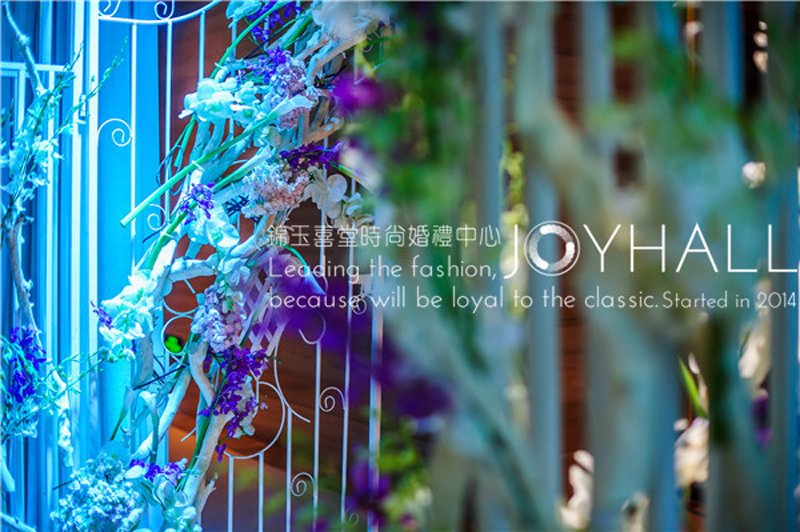 錦玉喜堂時尚婚禮中心 JOYHALL
Leading the fashion,
because will be loyal to the classic. Started in 2014